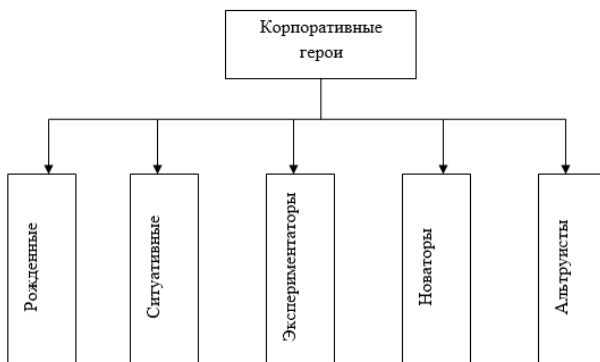 Корпоративные
герои
Рожденные
Ситуативные
Экспериментаторы
Новаторы
Альтруисты